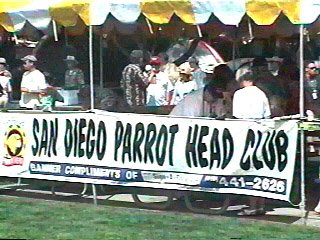 SAN DIEGO PARROT HEAD CLUB
BANNER COMPLIMENTS OF 441-2626